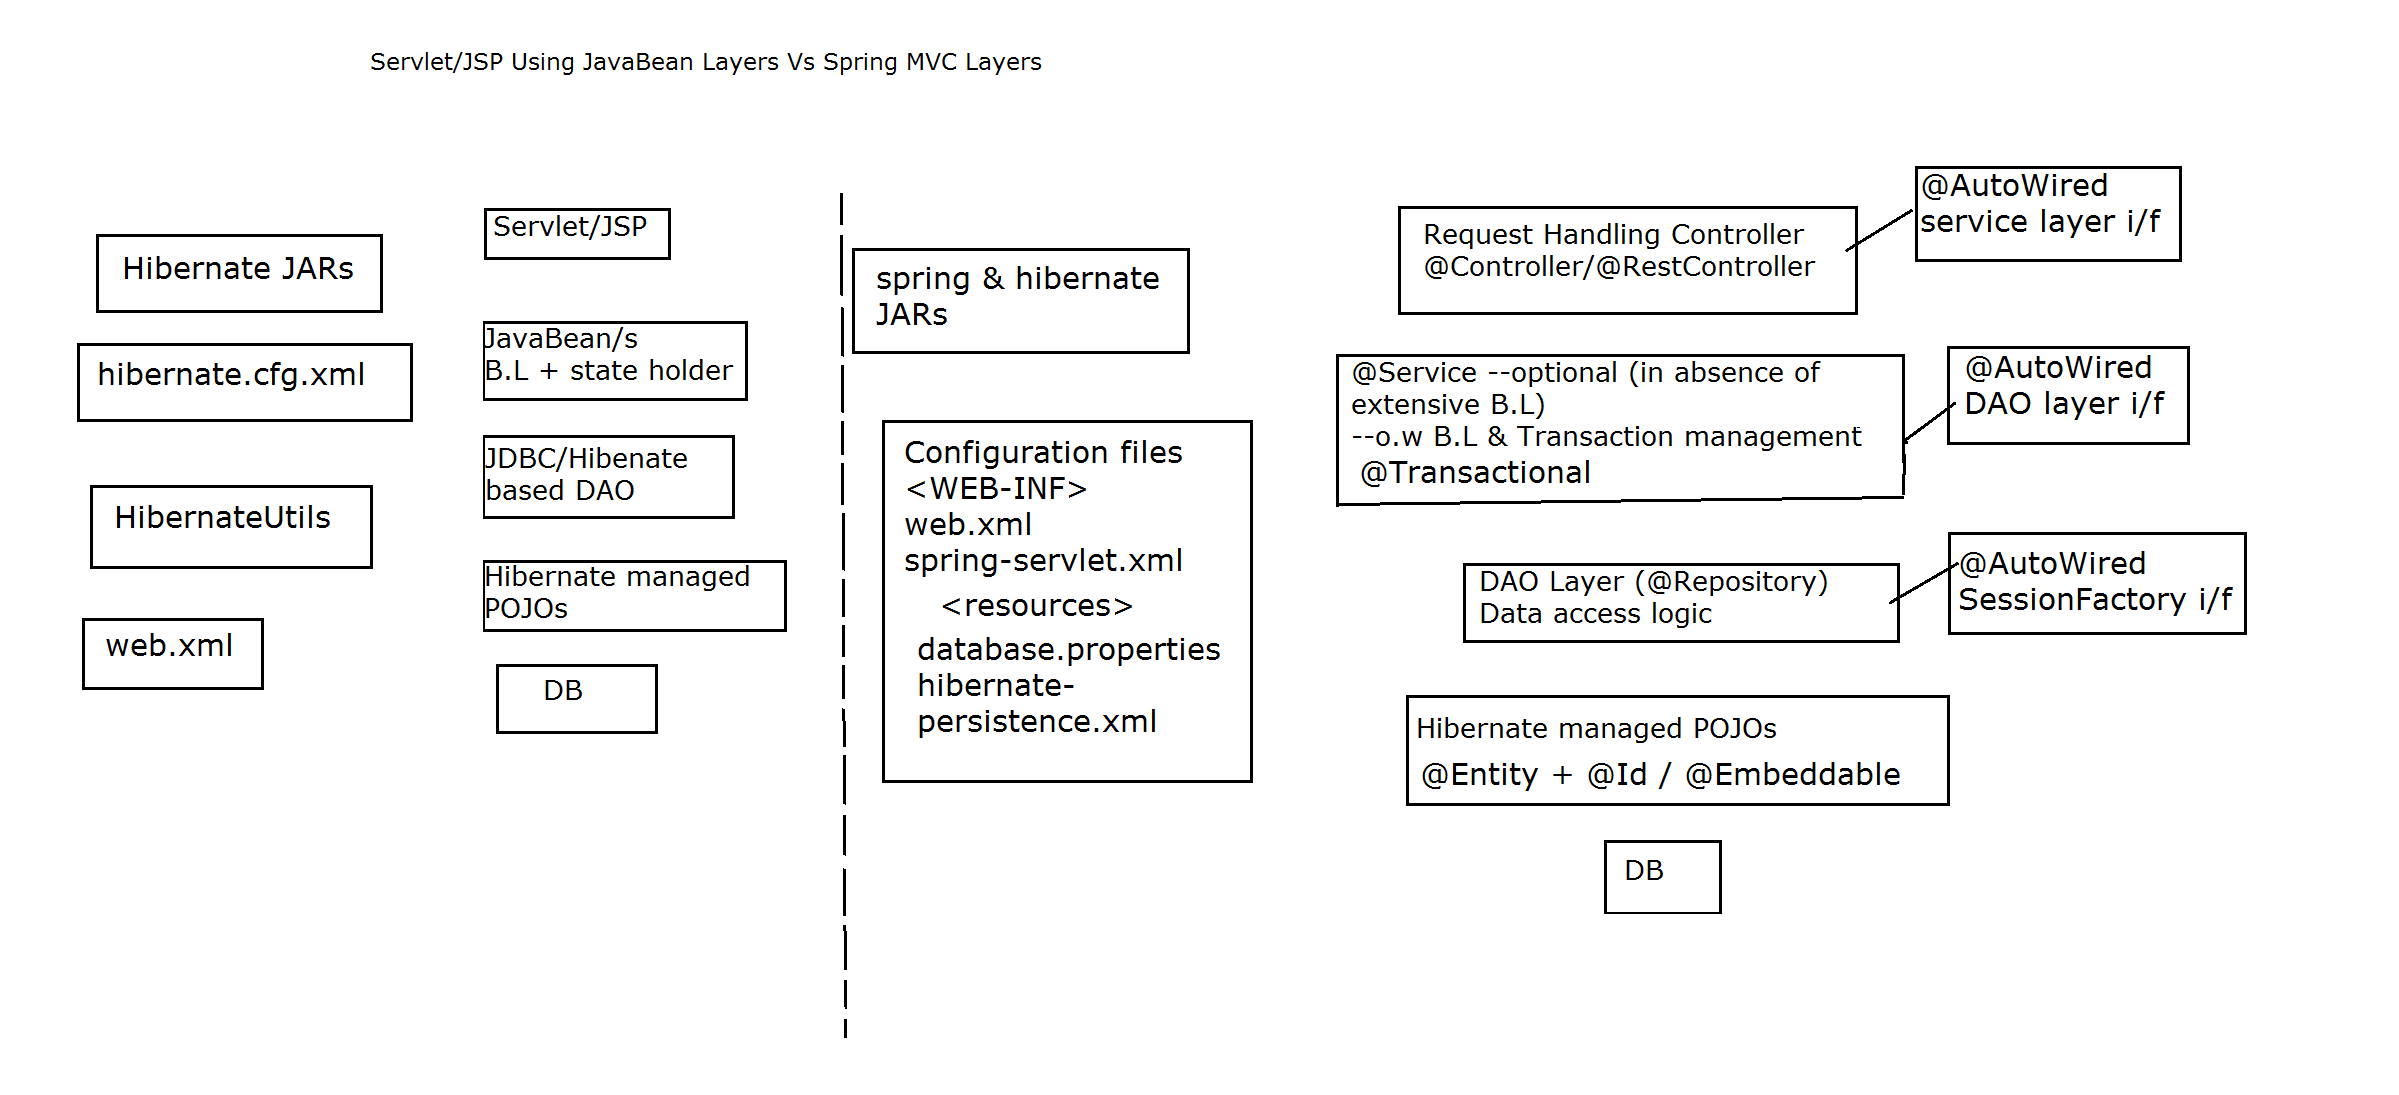 Servlet/JSP Using JavaBean Layers Vs Spring MVC Layers
Hibernate JARs
hibernate.cfg.xml
HibernateUtils
web.xml
Servlet/JSP
JavaBean/s
B.L + state holder
JDBC/Hibenate
based DAO
Hibernate managed
POJOs
DB
spring & hibernate
JARs
Configuration files
<WEB-INF>
web.xml
spring-servlet.xml
<resources>
database.properties
hibernate-
persistence.xml
Request Handling Controller
@Controller/@RestController
@AutoWired
service layer i/f
@Service --optional (in absence of
extensive B.L)
--o.w B.L & Transaction management
@Transactional
@AutoWired
DAO layer i/f
DAO Layer (@Repository)
Data access logic
@AutoWired
SessionFactory i/f
Hibernate managed POJOs
@Entity + @Id / @Embeddable
DB